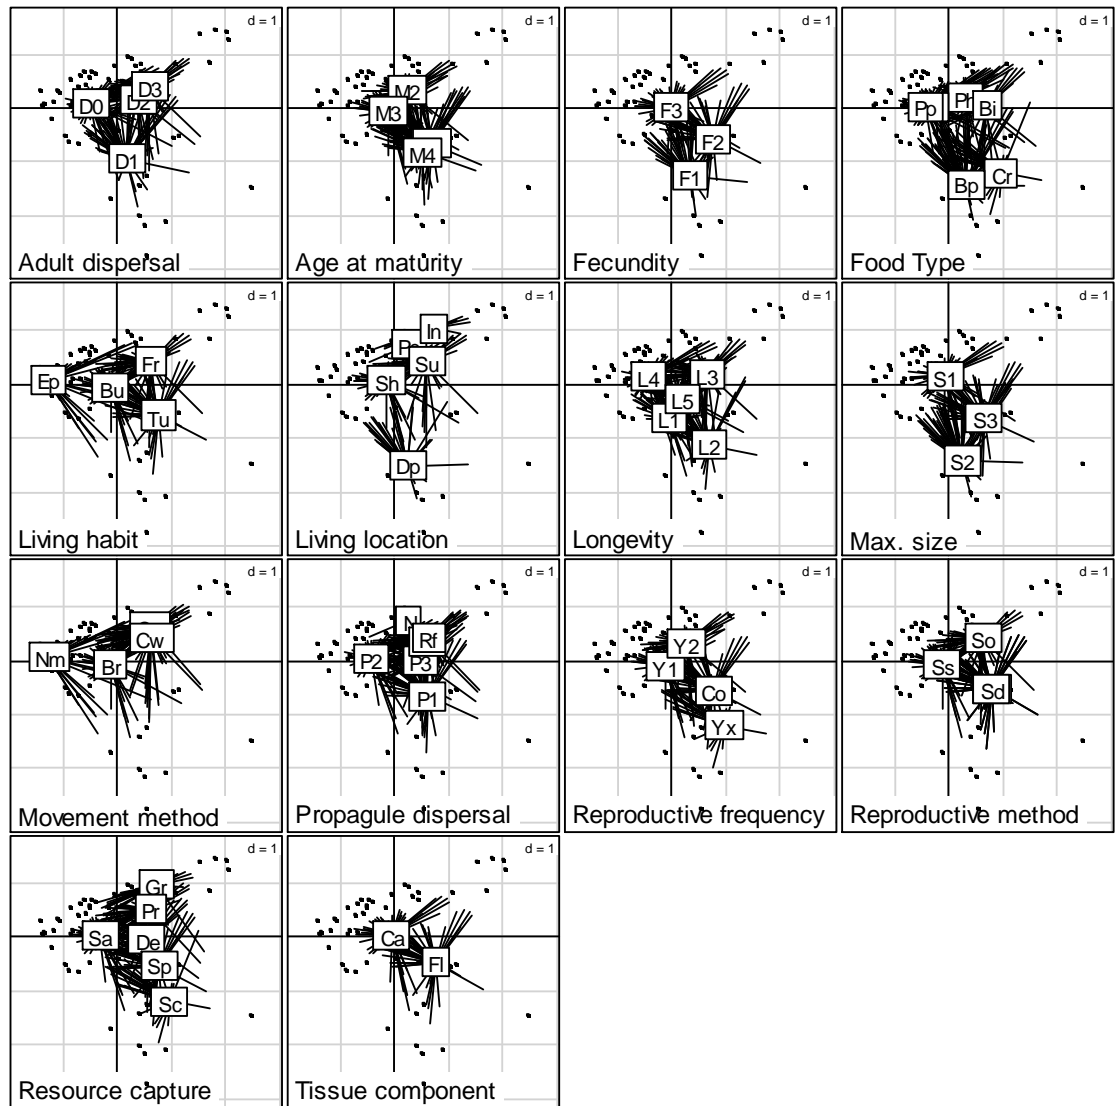 d = 1
D3
D2
D0
D1
Adult dispersal
d = 1
M2
M3
M4
Age at maturity
d = 1
F3
F2
F1
Fecundity
d = 1
Ph
Pp
Bi
Cr
Bp
Food Type
d = 1
Fr
Ep
Bu
Tu
Living habit
d = 1
In
Su
Sh
Dp
Living location
d = 1
L4
L3
L5
L1
L2
Longevity
d = 1
S1
S3
S2
Max. size
d = 1
Cw
Nm
Br
Movement method
d = 1
N
Rf
P2
P3
P1
Propagule dispersal
d = 1
Y2
Y1
Co
Yx
Reproductive frequency
d = 1
So
Ss
Sd
Reproductive method
d = 1
Gr
Pr
Sa
De
Sp
Sc
Resource capture
d = 1
Ca
Fl
Tissue component